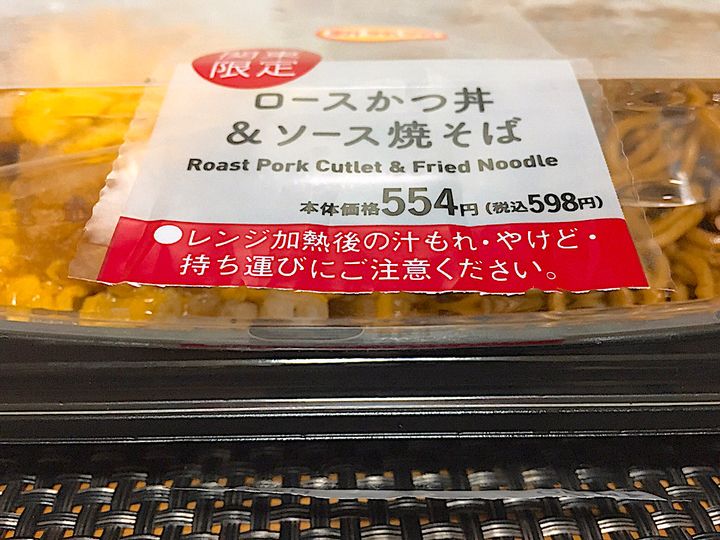 限定
ロースかつ丼
&ソース焼そば
Roast Pork Cutlet & Fried Noodle
本体価格554円(税込598円)
●レンジ加熱後の汁もれ・やけど・
持ち運びにご注意ください。